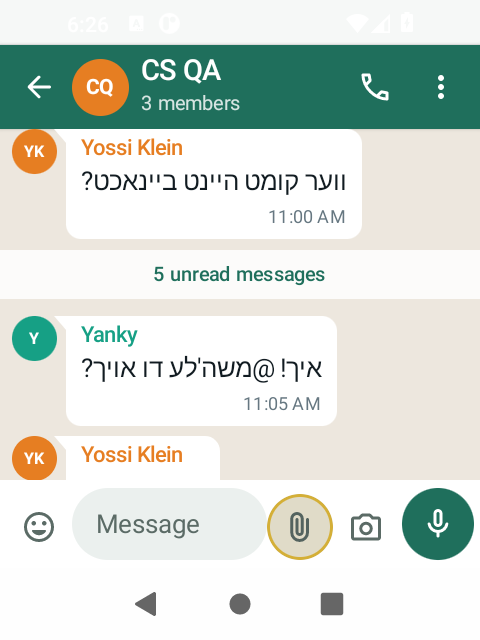 6:26
CQ
CS QA
3 members
YK
Yossi Klein
ווער קומט היינט ביינאכט?
11:00 AM
5 unread messages
Y
Yanky
איך! @משה'לע דו אויך?
11:05 AM
YK
Yossi Klein
Message